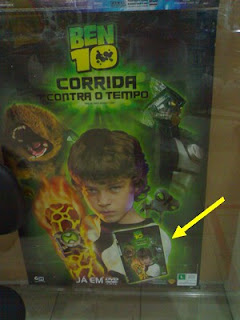 BEN
10
CORRIDA
CONTRA O TEMPO
JÁ EM DVD